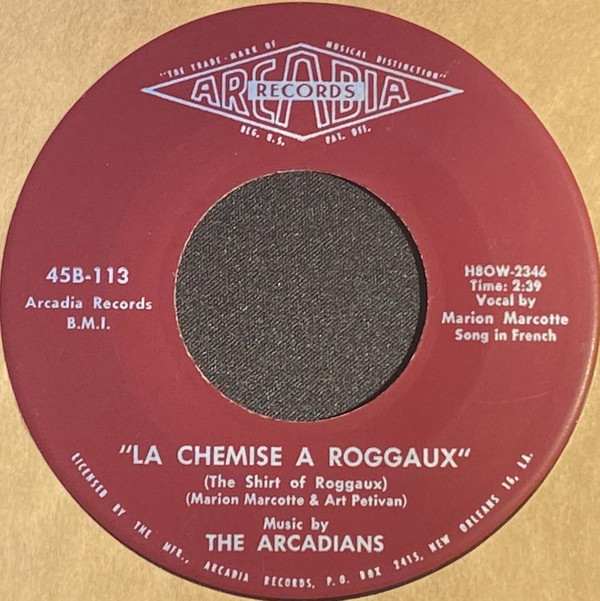 "THE TRADE-MARK OF MUSICAL DISTINCTION"
ARCADIA
RECORDS
REG. U.S. PAT. OFF.
45B-113
Arcadia Records
B.M.I.
H8OW-2346
Time: 2:39
Vocal by
Marion Marcotte
Song in French
"LA CHEMISE A ROGGAUX"
(The Shirt of Roggaux)
(Marion Marcotte & Art Petivan)
Music by
THE ARCADIANS
LICENSED BY THE MFR., ARCADIA RECORDS, P.O. BOX 2415, NEW ORLEANS 16, LA.